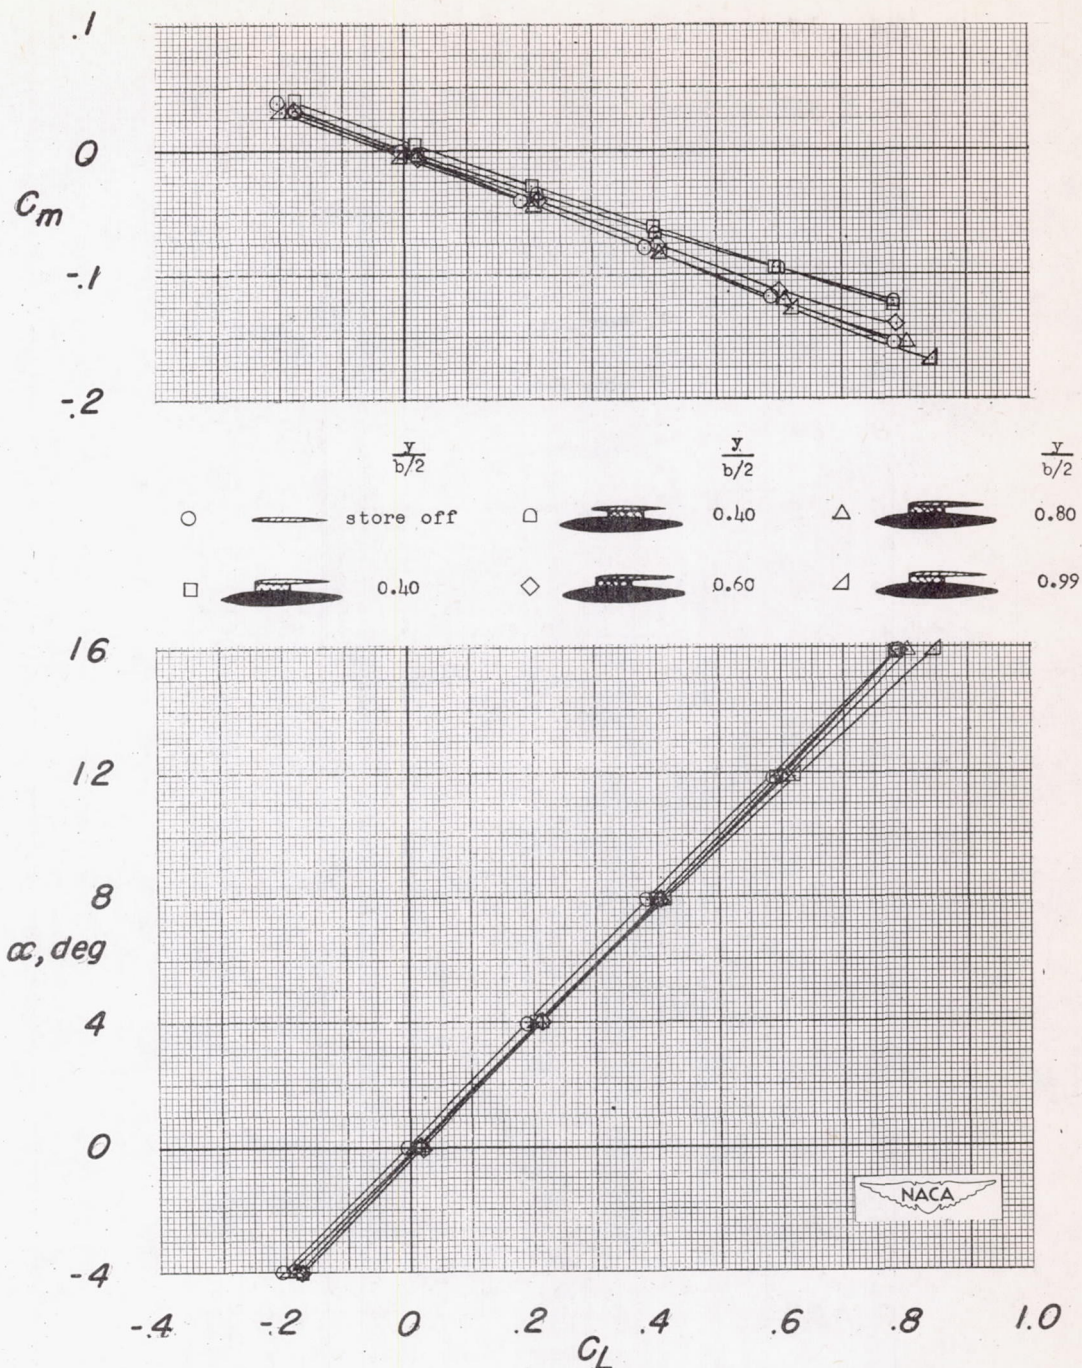 .1
0
Cm
-.1
-.2
y y y
b/2 b/2 b/2
store off 0.40 0.80
0.40 0.60 0.99
16
12
8
α, deg
4
0
NACA
-4
-.4 -.2 0 .2 .4 .6 .8 1.0
CL